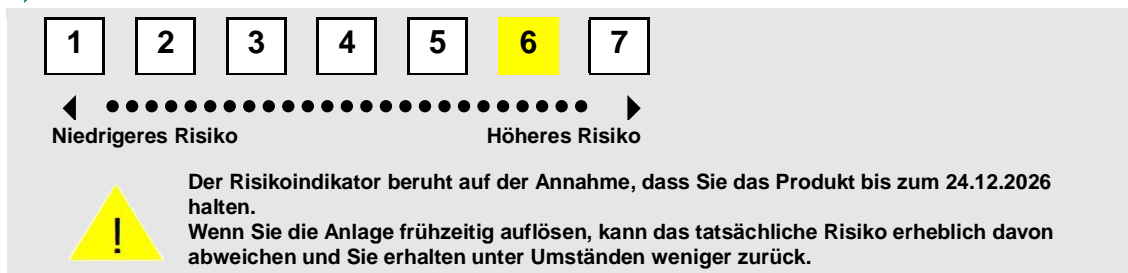 1 2 3 4 5 6 7
Niedrigeres Risiko Höheres Risiko
Der Risikoindikator beruht auf der Annahme, dass Sie das Produkt bis zum 24.12.2026
halten.
Wenn Sie die Anlage frühzeitig auflösen, kann das tatsächliche Risiko erheblich davon
abweichen und Sie erhalten unter Umständen weniger zurück.
!